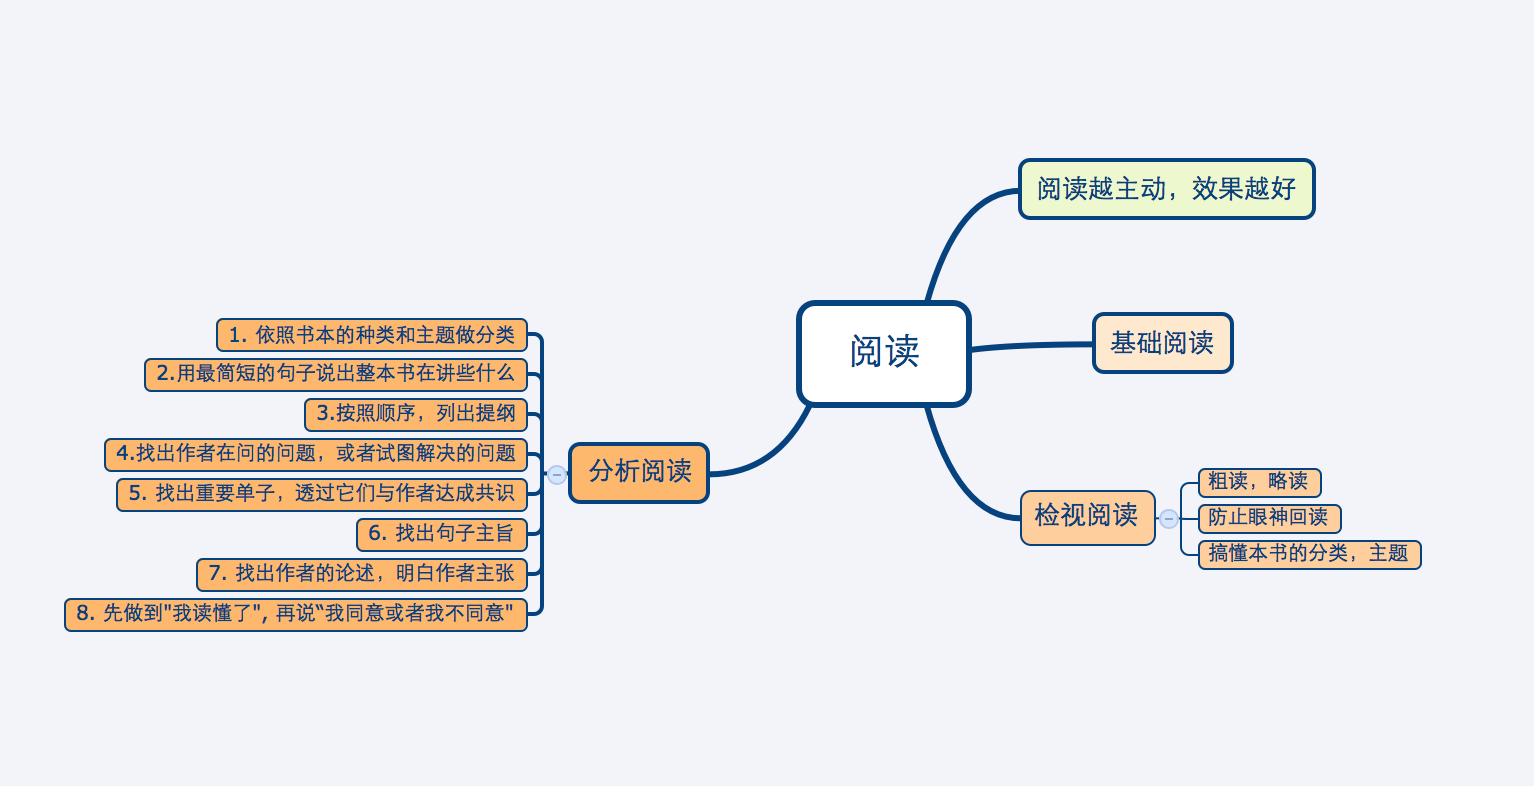 阅读
阅读越主动，效果越好
基础阅读
检视阅读
粗读，略读
防止眼神回读
搞懂本书的分类，主题
分析阅读
1. 依照书本的种类和主题做分类
2.用最简短的句子说出整本书在讲些什么
3.按照顺序，列出提纲
4.找出作者在问的问题，或者试图解决的问题
5. 找出重要单子，透过它们与作者达成共识
6. 找出句子主旨
7. 找出作者的论述，明白作者主张
8. 先做到"我读懂了", 再说“我同意或者我不同意"